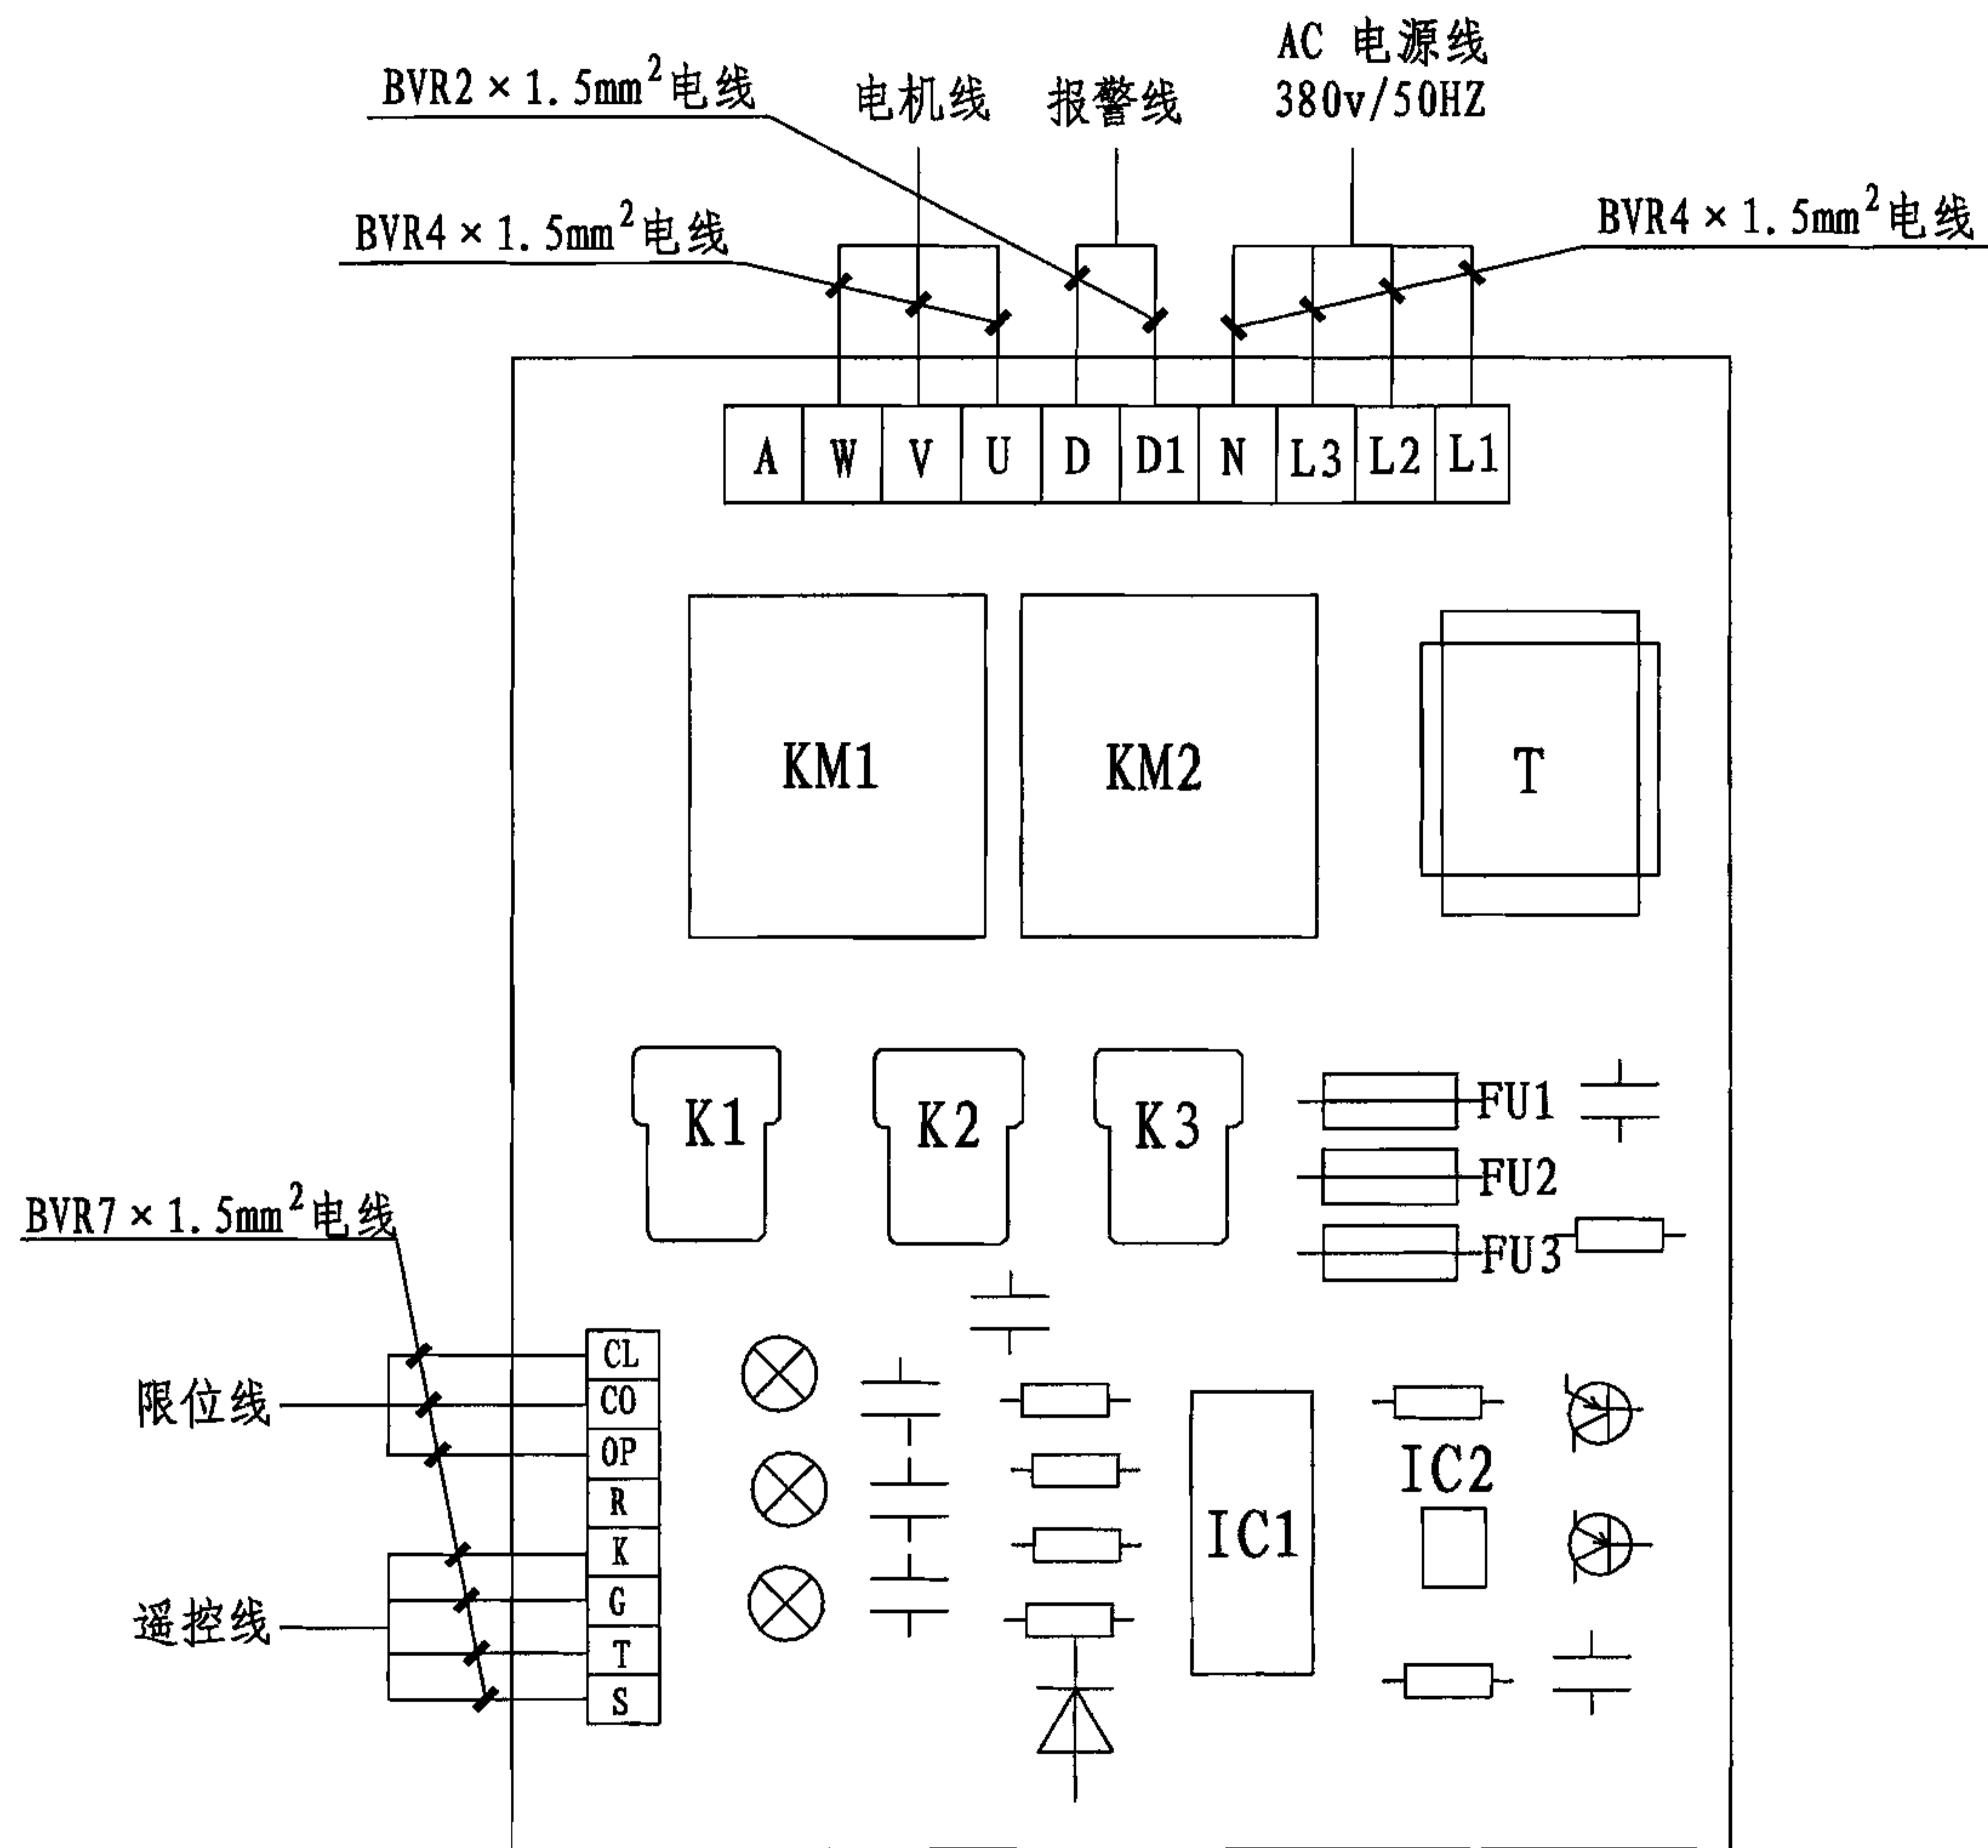 AC 电源线
380v/50HZ
BVR2×1.5mm²电线
电机线
报警线
BVR4×1.5mm²电线
BVR4×1.5mm²电线
A W V U D D1 N L3 L2 L1
KM1
KM2
T
K1
K2
K3
FU1
FU2
FU3
BVR7×1.5mm²电线
限位线
遥控线
CL
CO
OP
R
K
G
T
S
IC1
IC2